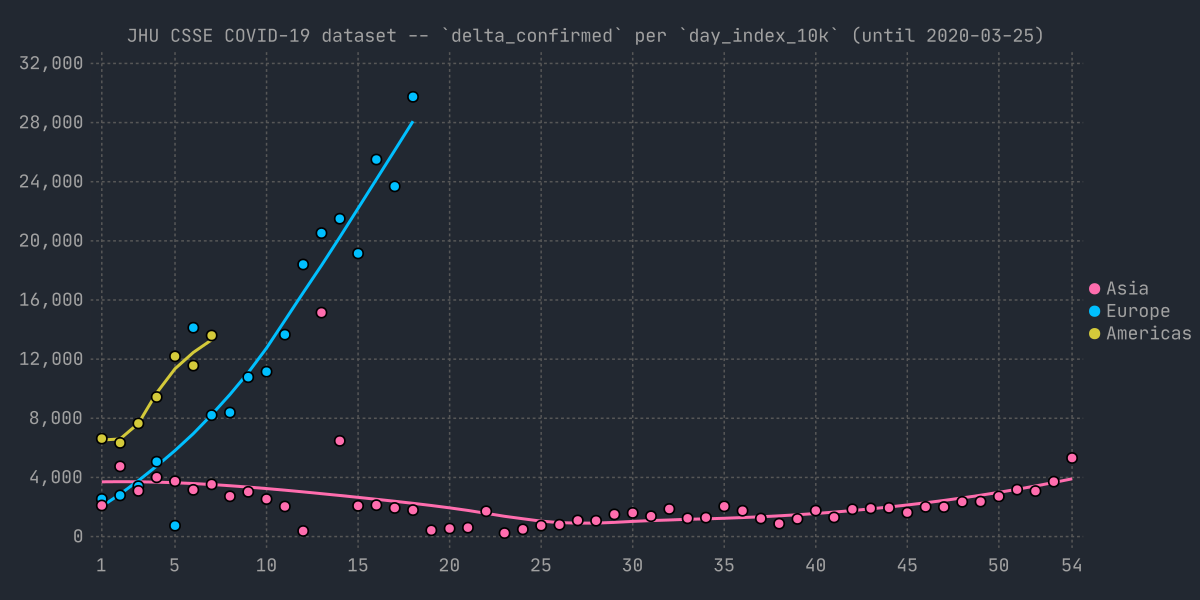 JHU CSSE COVID-19 dataset -- `delta_confirmed` per `day_index_10k` (until 2020-03-25)
32,000
28,000
24,000
20,000
16,000
12,000
8,000
4,000
0
1 5 10 15 20 25 30 35 40 45 50 54
Asia
Europe
Americas